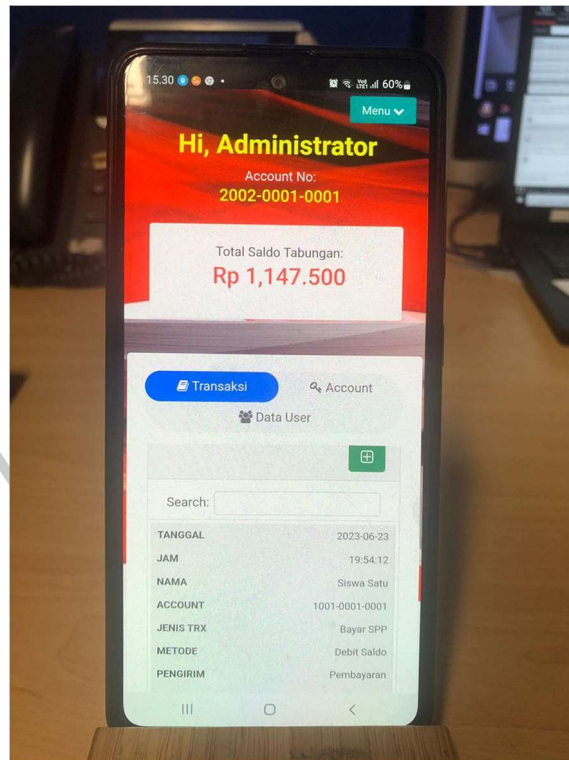 15.30
Vo)) LTE1 60%
Menu
Hi, Administrator
Account No:
2002-0001-0001
Total Saldo Tabungan:
Rp 1,147.500
Transaksi
Account
Data User
Search:
TANGGAL 2023-06-23
JAM 19:54:12
NAMA Siswa Satu
ACCOUNT 1001-0001-0001
JENIS TRX Bayar SPP
METODE Debit Saldo
PENGIRIM Pembayaran